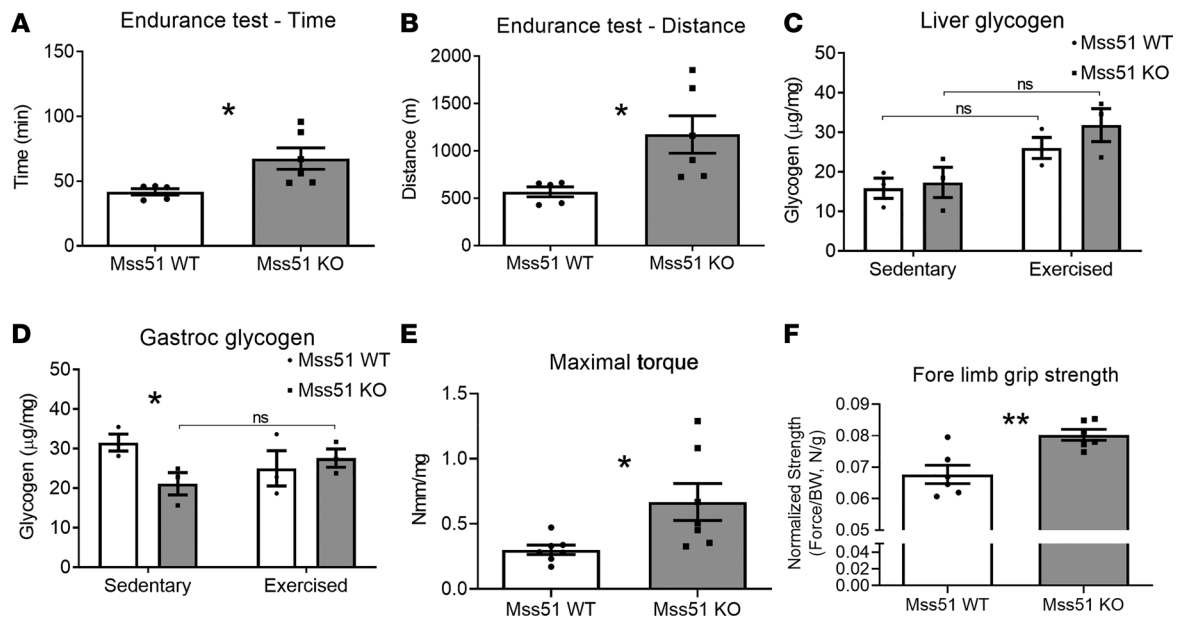 A
Endurance test - Time
Time (min)
150
100
50
0
*
Mss51 WT
Mss51 KO
B
Endurance test - Distance
Distance (m)
2000
1500
1000
500
0
*
Mss51 WT
Mss51 KO
C
Liver glycogen
Glycogen (μg/mg)
50
40
30
20
10
0
Mss51 WT
Mss51 KO
ns
ns
Sedentary
Exercised
D
Gastroc glycogen
Glycogen (μg/mg)
50
40
30
20
10
0
Mss51 WT
Mss51 KO
*
ns
Sedentary
Exercised
E
Maximal torque
Nmm/mg
1.5
1.0
0.5
0.0
*
Mss51 WT
Mss51 KO
F
Fore limb grip strength
Normalized Strength
(Force/BW, N/g)
0.09
0.08
0.07
0.06
0.05
0.04
0.02
0.00
**
Mss51 WT
Mss51 KO